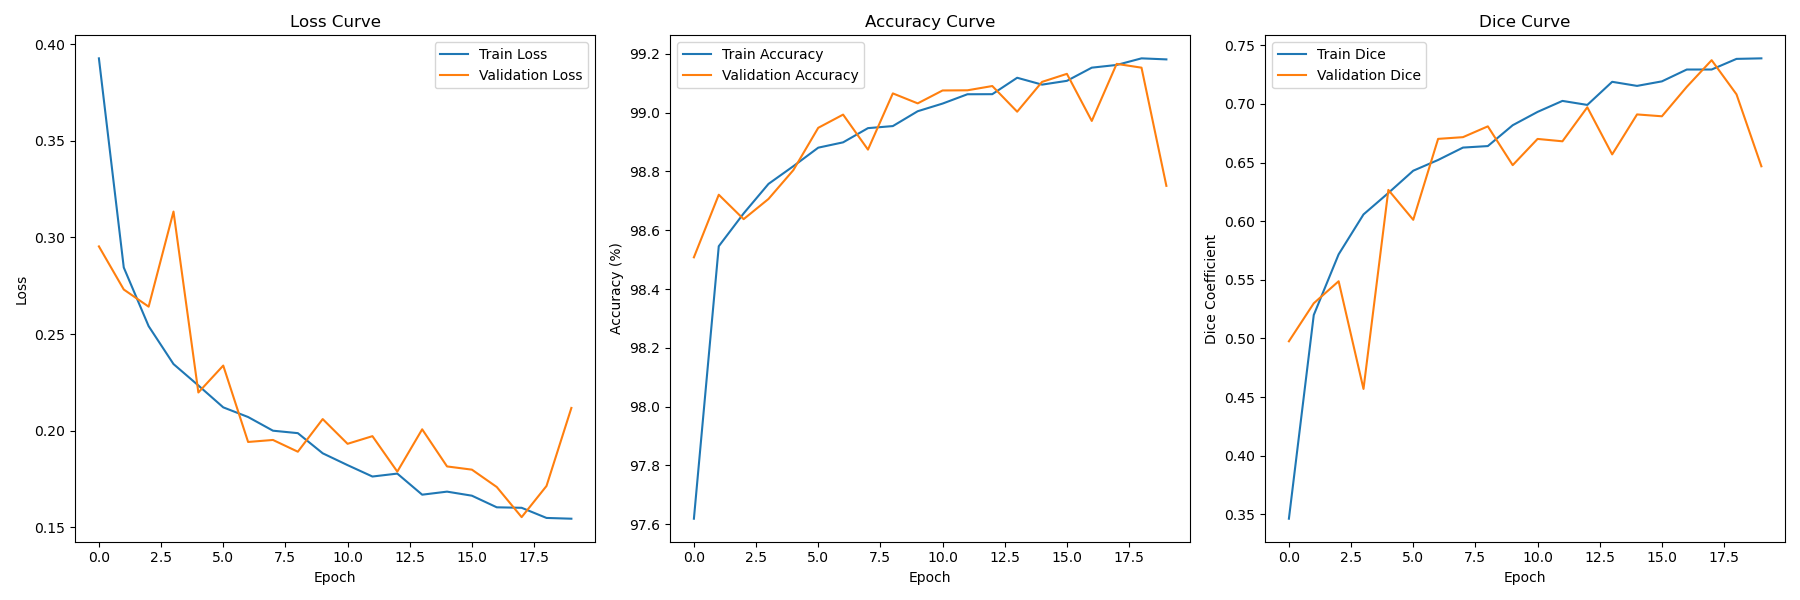 Loss Curve
0.40
0.35
0.30
0.25
0.20
0.15
Loss
0.0 2.5 5.0 7.5 10.0 12.5 15.0 17.5
Epoch
Train Loss
Validation Loss
Accuracy Curve
99.2
99.0
98.8
98.6
98.4
98.2
98.0
97.8
97.6
Accuracy (%)
0.0 2.5 5.0 7.5 10.0 12.5 15.0 17.5
Epoch
Train Accuracy
Validation Accuracy
Dice Curve
0.75
0.70
0.65
0.60
0.55
0.50
0.45
0.40
0.35
Dice Coefficient
0.0 2.5 5.0 7.5 10.0 12.5 15.0 17.5
Epoch
Train Dice
Validation Dice